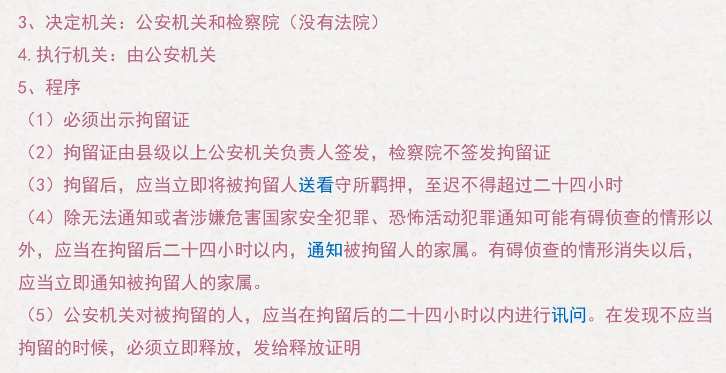 3、决定机关：公安机关和检察院（没有法院）
4.执行机关：由公安机关
5、程序
（1）必须出示拘留证
（2）拘留证由县级以上公安机关负责人签发，检察院不签发拘留证
（3）拘留后，应当立即将被拘留人送看守所羁押，至迟不得超过二十四小时
（4）除无法通知或者涉嫌危害国家安全犯罪、恐怖活动犯罪通知可能有碍侦查的情形以
外，应当在拘留后二十四小时以内，通知被拘留人的家属。有碍侦查的情形消失以后，
应当立即通知被拘留人的家属。
（5）公安机关对被拘留的人，应当在拘留后的二十四小时以内进行讯问。在发现不应当
拘留的时候，必须立即释放，发给释放证明